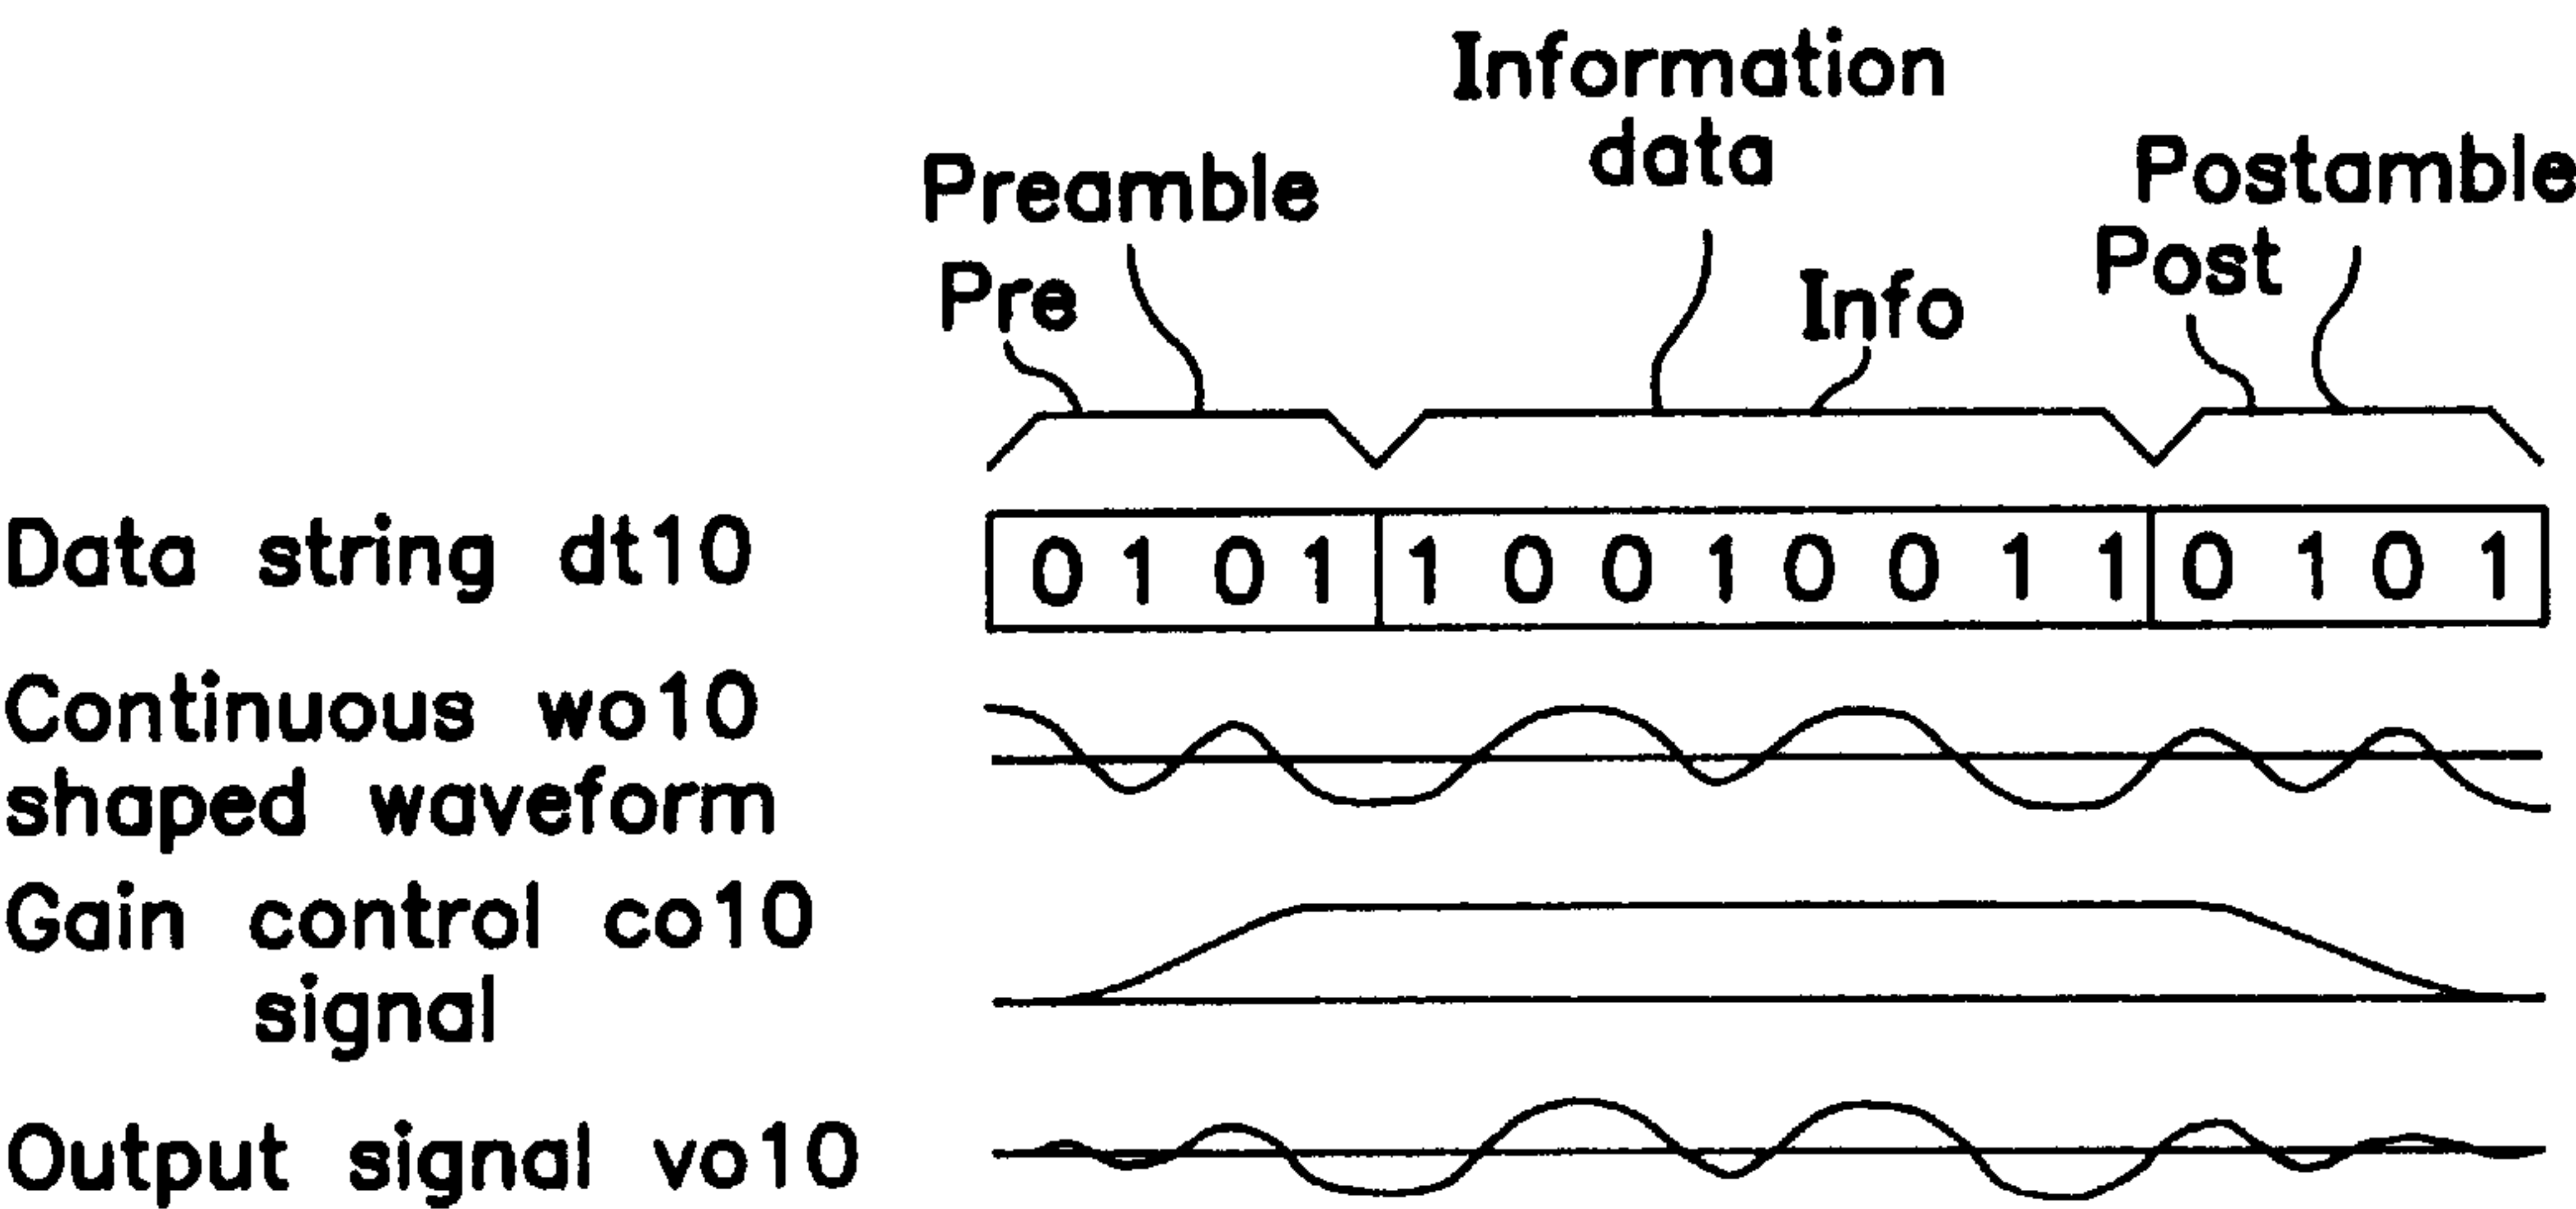 Information
data
Preamble
Pre
Info
Postamble
Post
Data string dt10
0 1 0 1 1 0 0 1 0 0 1 1 0 1 0 1
Continuous wo10
shaped waveform
Gain control co10
signal
Output signal vo10